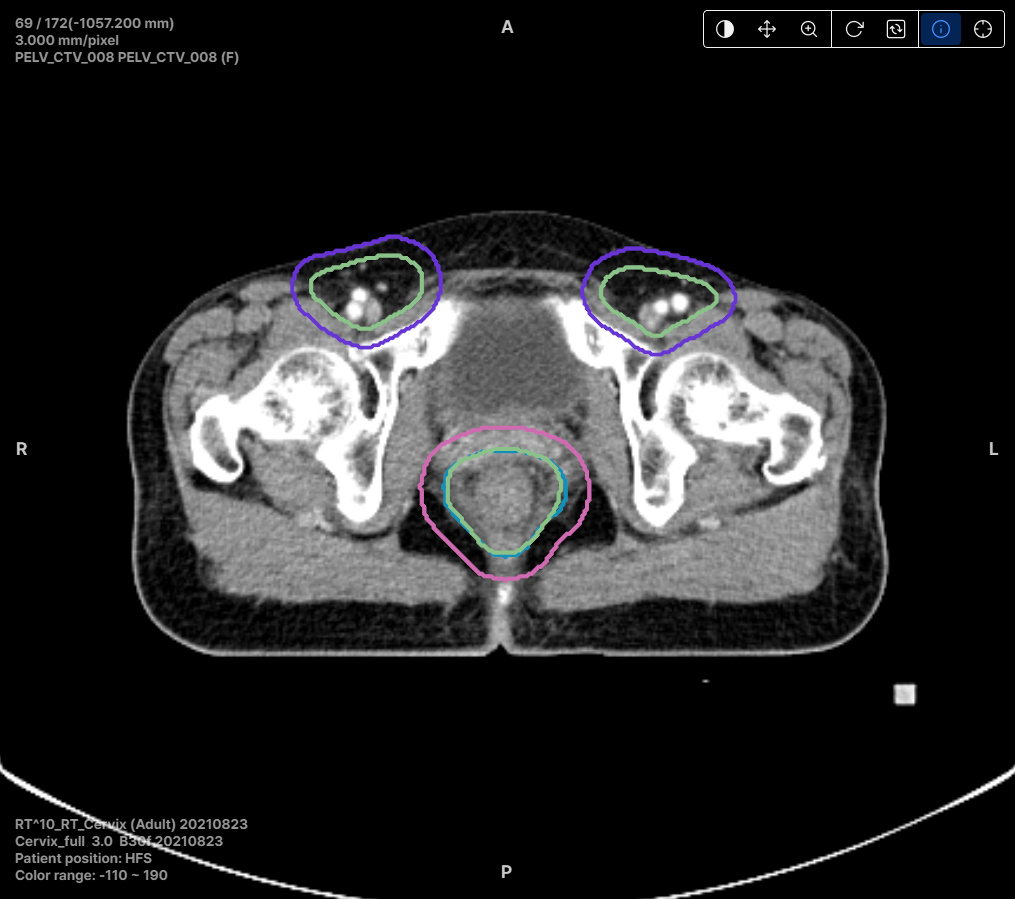 69 / 172(-1057.200 mm)
3.000 mm/pixel
PELV_CTV_008 PELV_CTV_008 (F)
A
R
L
RT^10_RT_Cervix (Adult) 20210823
Cervix_full 3.0 B30f 20210823
Patient position: HFS
Color range: -110 ~ 190
P